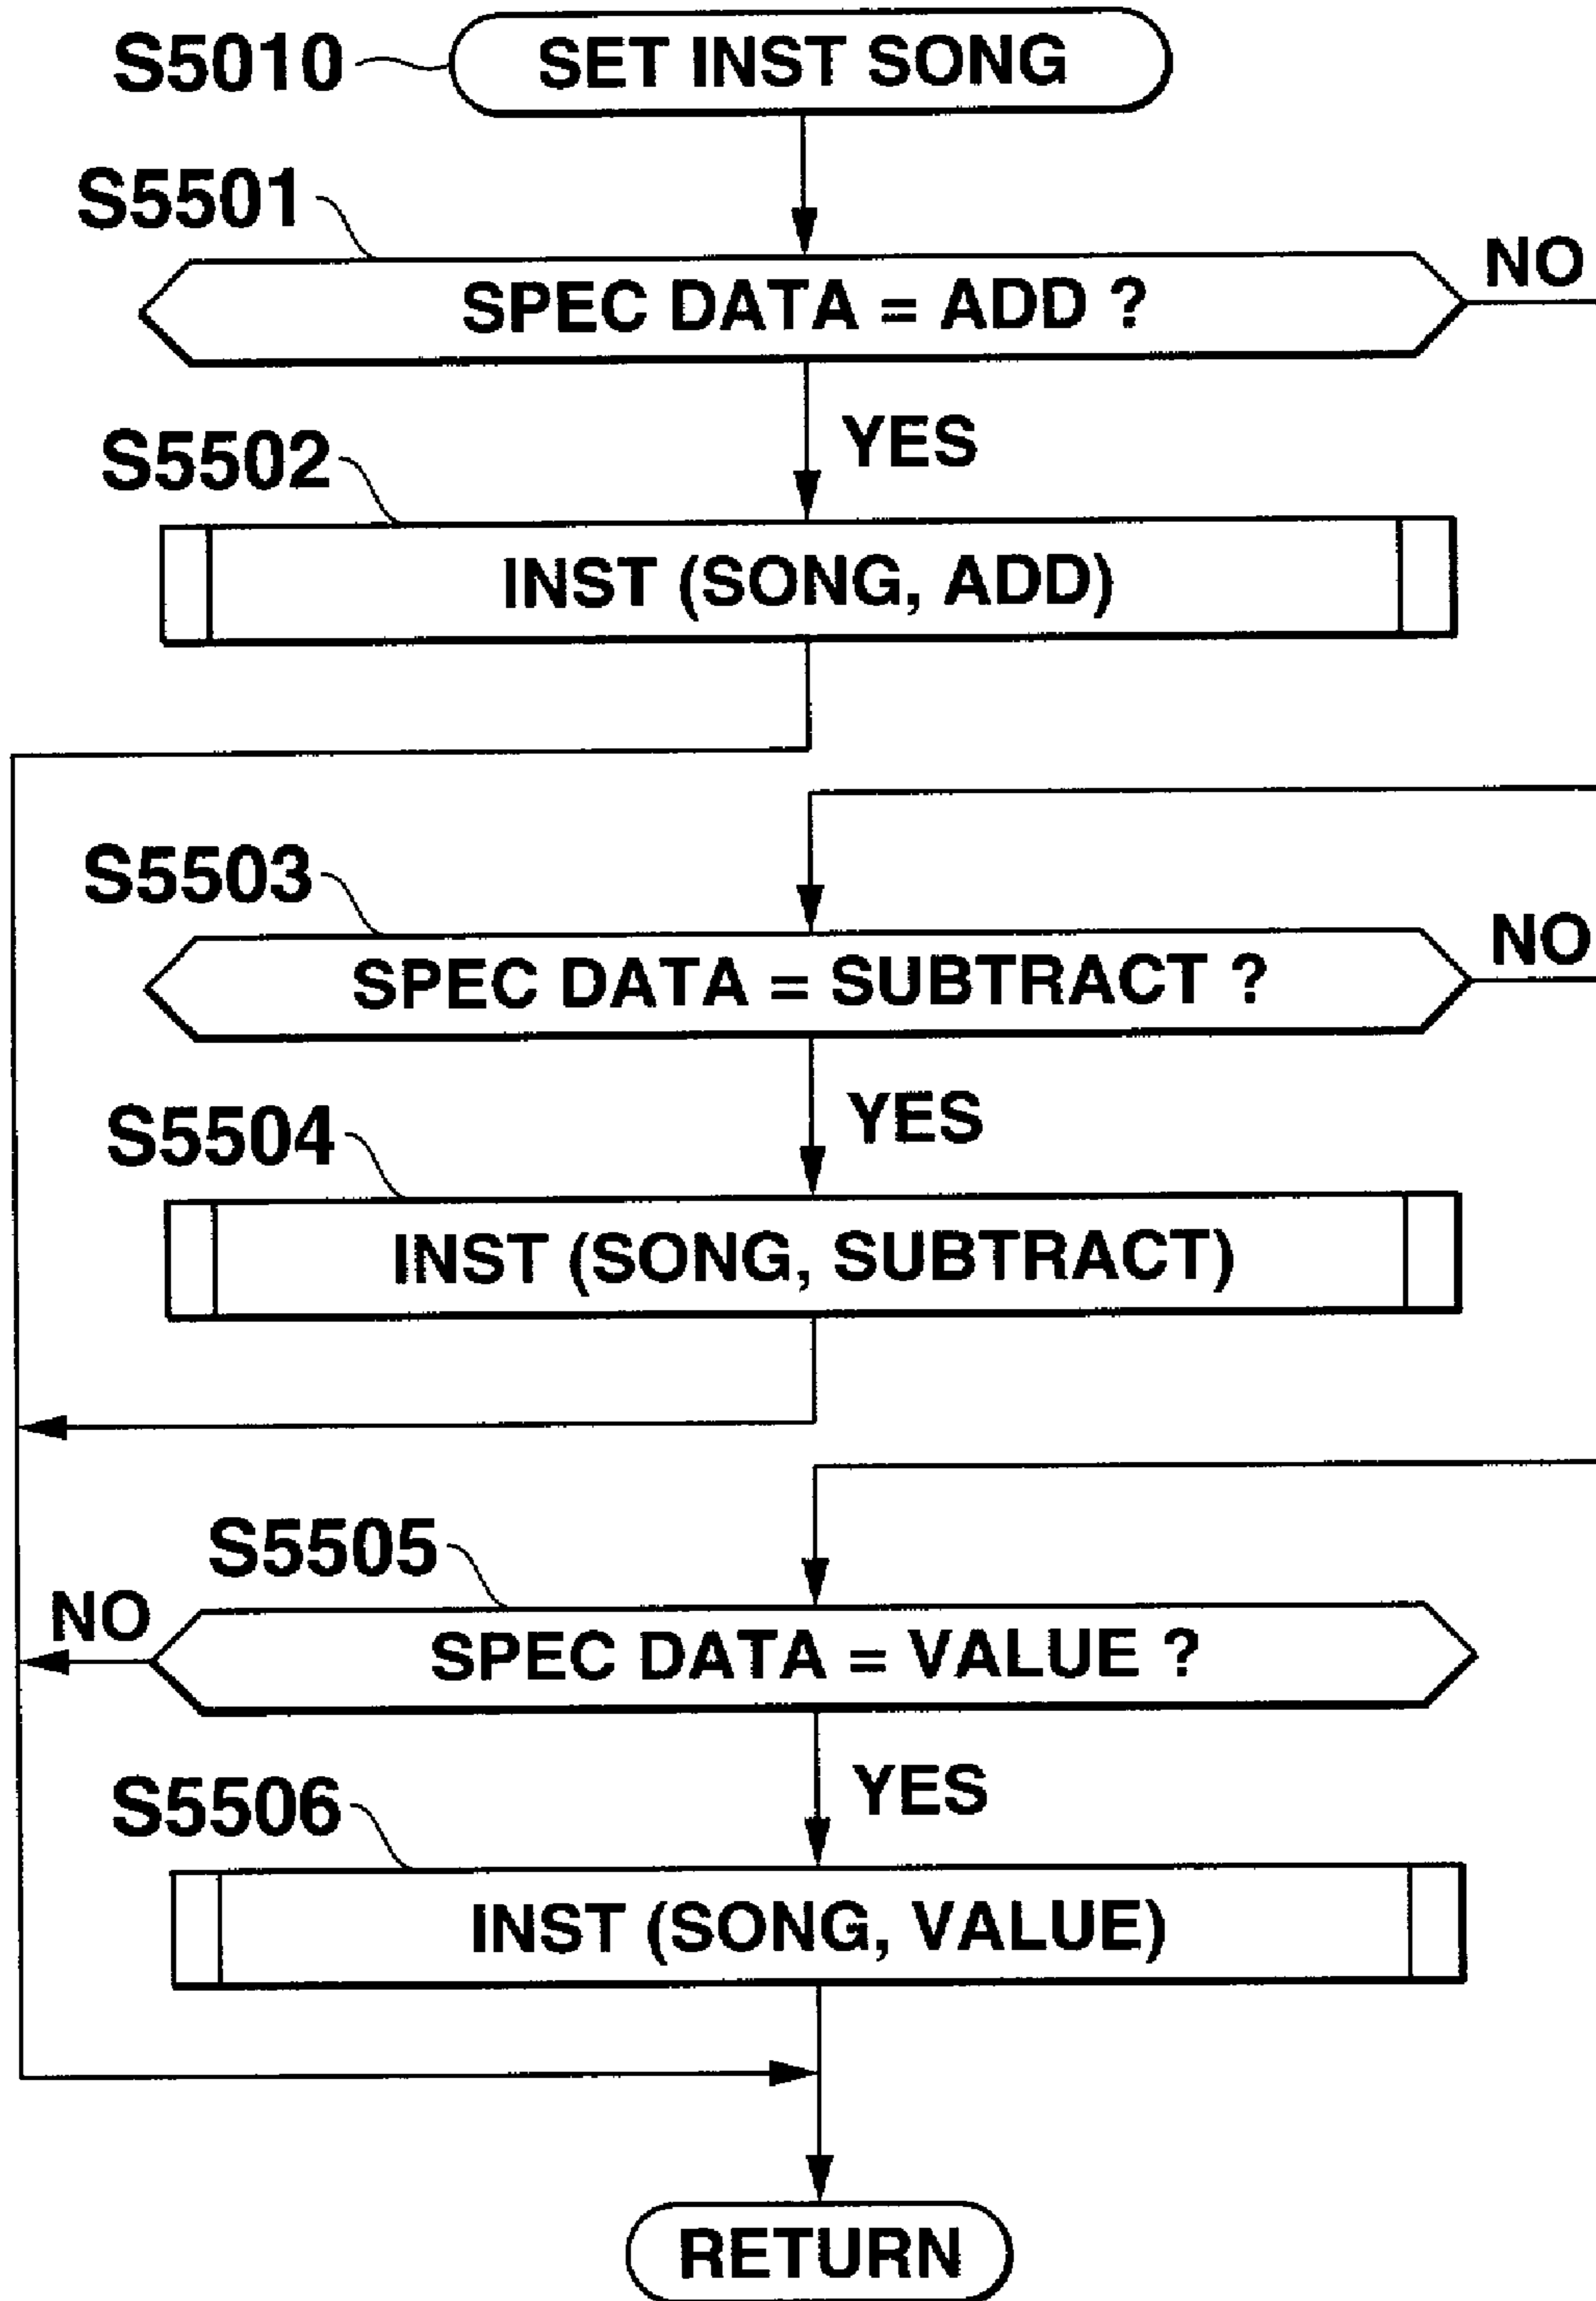 S5010
SET INST SONG
S5501
SPEC DATA = ADD ?
NO
YES
S5502
INST (SONG, ADD)
S5503
SPEC DATA = SUBTRACT ?
NO
YES
S5504
INST (SONG, SUBTRACT)
S5505
NO
SPEC DATA = VALUE ?
YES
S5506
INST (SONG, VALUE)
RETURN